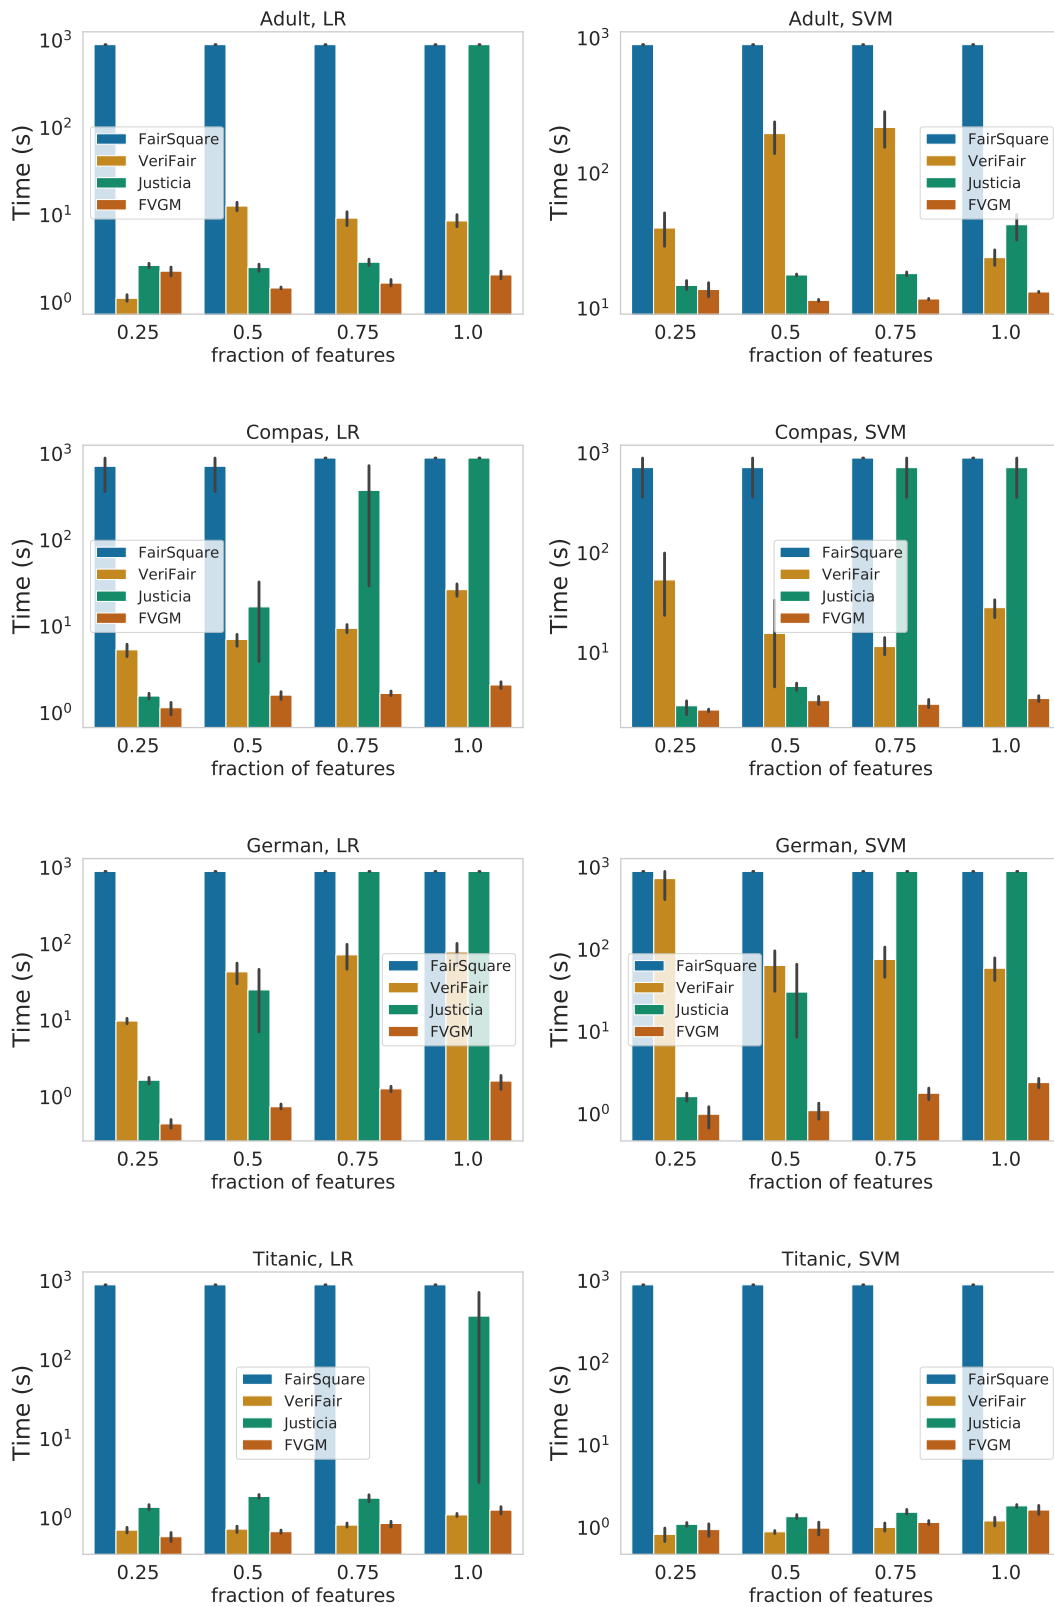 Adult, LR
Time (s)
10^3
10^2
10^1
10^0
FairSquare
VeriFair
Justicia
FVGM
0.25 0.5 0.75 1.0
fraction of features
Adult, SVM
Time (s)
10^3
10^2
10^1
FairSquare
VeriFair
Justicia
FVGM
0.25 0.5 0.75 1.0
fraction of features
Compas, LR
Time (s)
10^3
10^2
10^1
10^0
FairSquare
VeriFair
Justicia
FVGM
0.25 0.5 0.75 1.0
fraction of features
Compas, SVM
Time (s)
10^3
10^2
10^1
FairSquare
VeriFair
Justicia
FVGM
0.25 0.5 0.75 1.0
fraction of features
German, LR
Time (s)
10^3
10^2
10^1
10^0
FairSquare
VeriFair
Justicia
FVGM
0.25 0.5 0.75 1.0
fraction of features
German, SVM
Time (s)
10^3
10^2
10^1
10^0
FairSquare
VeriFair
Justicia
FVGM
0.25 0.5 0.75 1.0
fraction of features
Titanic, LR
Time (s)
10^3
10^2
10^1
10^0
FairSquare
VeriFair
Justicia
FVGM
0.25 0.5 0.75 1.0
fraction of features
Titanic, SVM
Time (s)
10^3
10^2
10^1
10^0
FairSquare
VeriFair
Justicia
FVGM
0.25 0.5 0.75 1.0
fraction of features